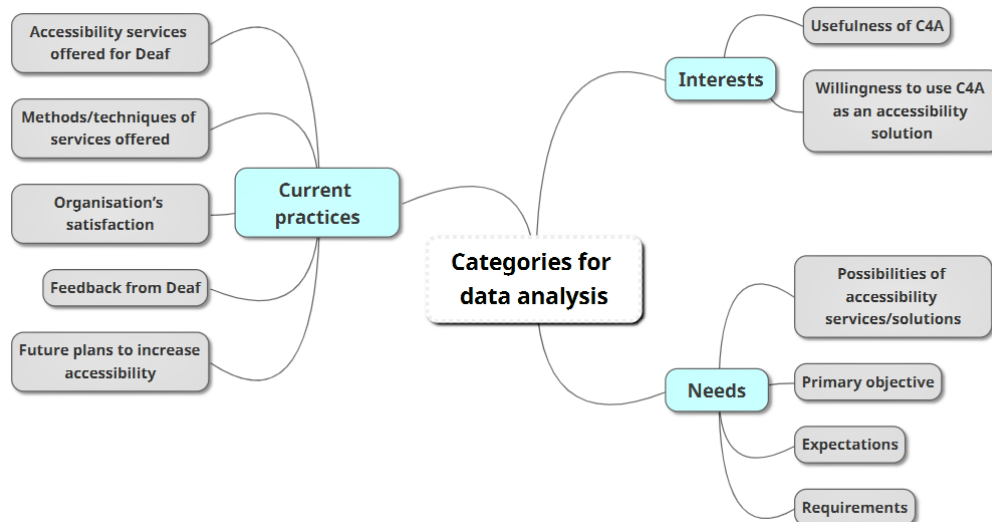 Categories for
data analysis
Current
practices
Accessibility services
offered for Deaf
Methods/techniques of
services offered
Organisation's
satisfaction
Feedback from Deaf
Future plans to increase
accessibility
Interests
Usefulness of C4A
Willingness to use C4A
as an accessibility
solution
Needs
Possibilities of
accessibility
services/solutions
Primary objective
Expectations
Requirements